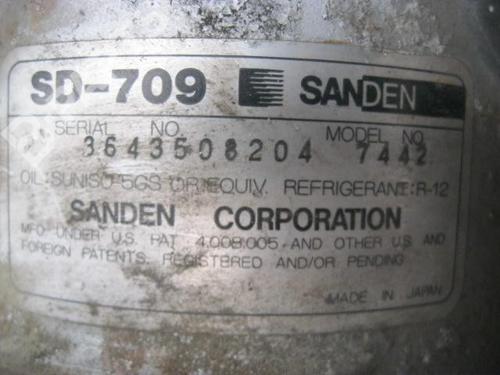 SD-709 SANDEN
SERIAL NO. MODEL NO.
3643508204 7442
OIL: SUNISO 5GS OR EQUIV. REFRIGERANT: R-12
SANDEN CORPORATION
MFD UNDER U.S. PAT. 4,008,005 AND OTHER U.S. AND
FOREIGN PATENTS, REGISTERED AND/OR PENDING
MADE IN JAPAN